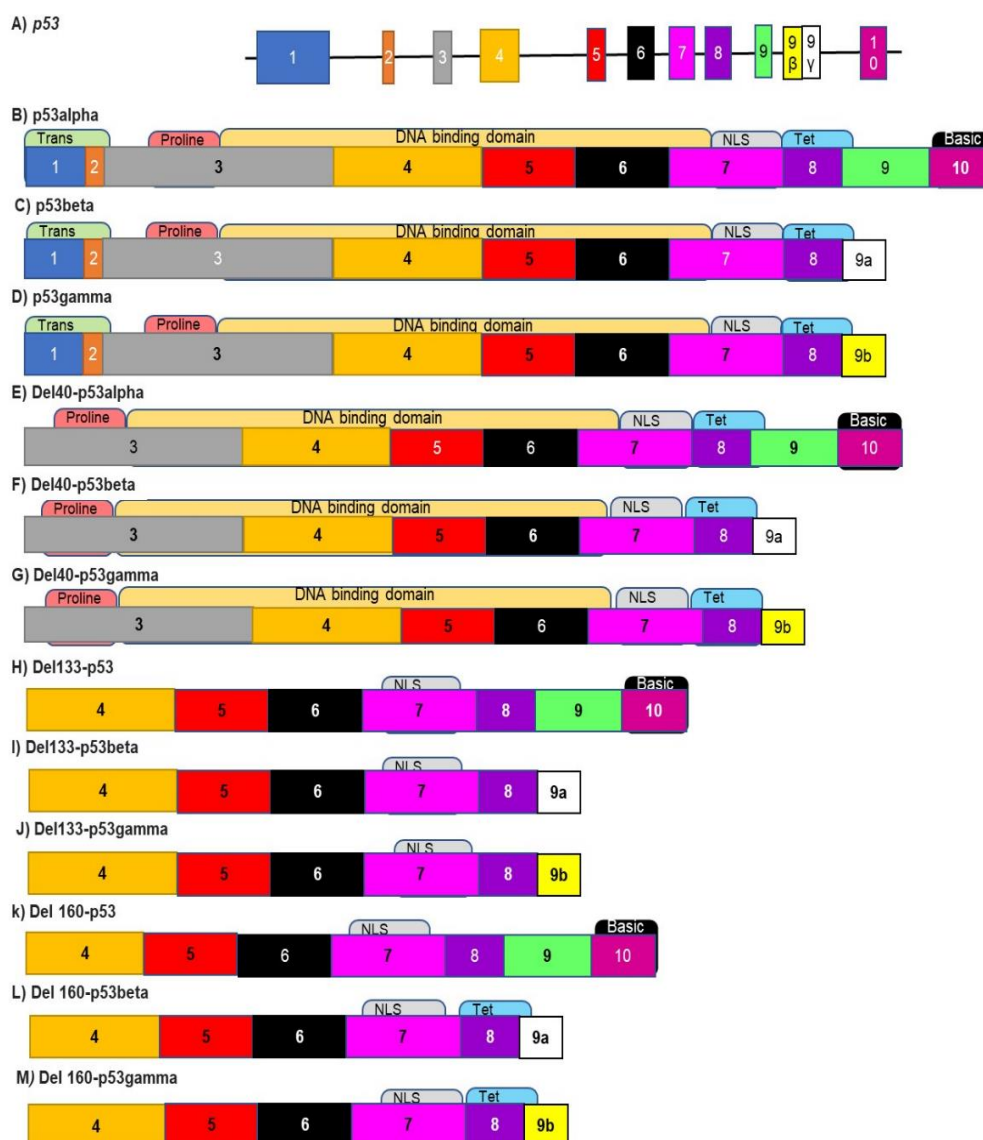 A) p53
1 2 3 4 5 6 7 8 9 9β 9γ 10
B) p53alpha
Trans Proline DNA binding domain NLS Tet Basic
1 2 3 4 5 6 7 8 9 10
C) p53beta
Trans Proline DNA binding domain NLS Tet
1 2 3 4 5 6 7 8 9a
D) p53gamma
Trans Proline DNA binding domain NLS Tet
1 2 3 4 5 6 7 8 9b
E) Del40-p53alpha
Proline DNA binding domain NLS Tet Basic
3 4 5 6 7 8 9 10
F) Del40-p53beta
Proline DNA binding domain NLS Tet
3 4 5 6 7 8 9a
G) Del40-p53gamma
Proline DNA binding domain NLS Tet
3 4 5 6 7 8 9b
H) Del133-p53
NLS Basic
4 5 6 7 8 9 10
I) Del133-p53beta
NLS
4 5 6 7 8 9a
J) Del133-p53gamma
NLS
4 5 6 7 8 9b
k) Del 160-p53
NLS Basic
4 5 6 7 8 9 10
L) Del 160-p53beta
NLS Tet
4 5 6 7 8 9a
M) Del 160-p53gamma
NLS Tet
4 5 6 7 8 9b